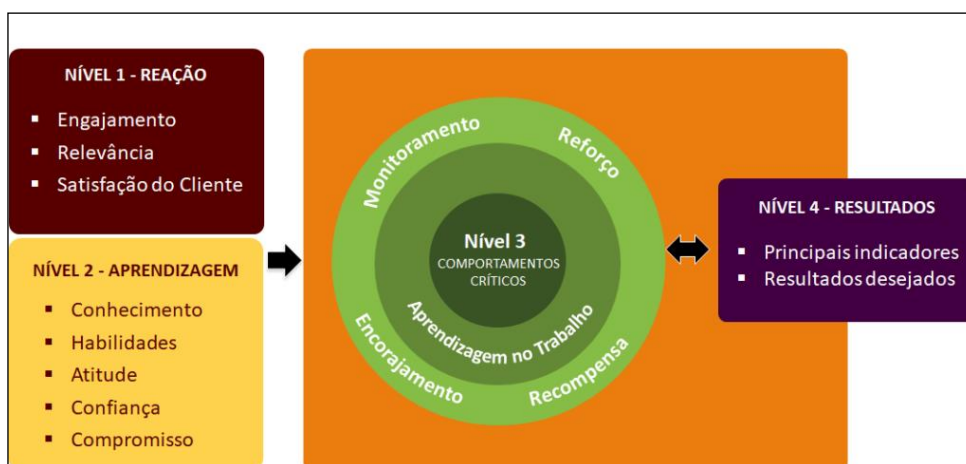 NÍVEL 1 - REAÇÃO
▪ Engajamento
▪ Relevância
▪ Satisfação do Cliente
NÍVEL 2 - APRENDIZAGEM
▪ Conhecimento
▪ Habilidades
▪ Atitude
▪ Confiança
▪ Compromisso
Monitoramento
Reforço
Nível 3
COMPORTAMENTOS
CRÍTICOS
Aprendizagem no Trabalho
Encorajamento
Recompensa
NÍVEL 4 - RESULTADOS
▪ Principais indicadores
▪ Resultados desejados